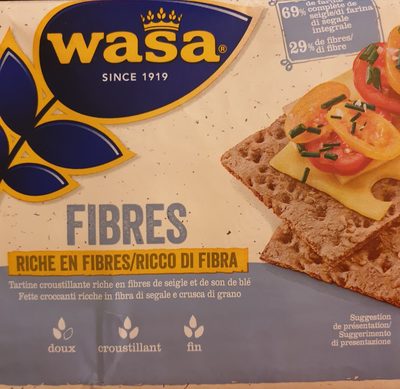 wasa®
SINCE 1919
69% de farine
complète de
seigle/di farina
di segale
integrale
29% de fibres/
di fibre
FIBRES
RICHE EN FIBRES/RICCO DI FIBRA
Tartine croustillante riche en fibres de seigle et de son de blé
Fette croccanti ricche in fibra di segale e crusca di grano
doux croustillant fin
Suggestion
de présentation/
Suggerimento
di presentazione